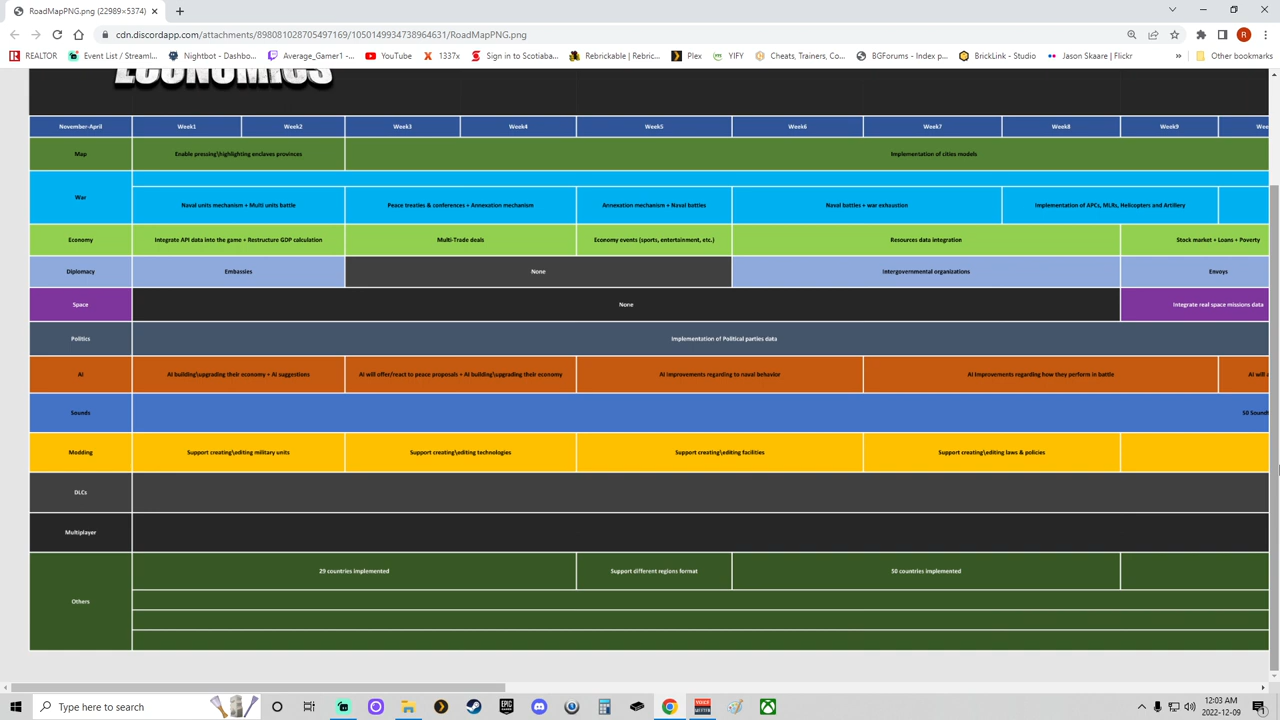 RoadMapPNG.png (22989×5374)
cdn.discordapp.com/attachments/898081028705497169/1050149934738964631/RoadMapPNG.png
REALTOR
Event List / Streamed...
Nightbot - Dashbo...
Average_Gamer1 -...
YouTube
1337x
Sign in to Scotiaba...
Rebrickable | Rebric...
Plex
YIFY
Cheats, Trainers, Co...
BGForums - Index p...
BrickLink - Studio
Jason Skaare | Flickr
Other bookmarks
ECONOMICS
November-April Week1 Week2 Week3 Week4 Week5 Week6 Week7 Week8 Week9
Map Enable pressing\highlighting enclaves provinces Implementation of cities models
War
Naval units mechanism + Multi units battle Peace treaties & conferences + Annexation mechanism Annexation mechanism + Naval battles Naval battles + war exhaustion Implementation of APCs, MLRs, Helicopters and Artillery
Economy Integrate API data into the game + Restructure GDP calculation Multi-Trade deals Economy events (sports, entertainment, etc.) Resources data integration Stock market + Loans + Poverty
Diplomacy Embassies None Intergovernmental organizations Envoys
Space None Integrate real space missions data
Politics Implementation of Political parties data
AI AI building\upgrading their economy + AI suggestions AI will offer/react to peace proposals + AI building\upgrading their economy AI improvements regarding to naval behavior AI improvements regarding how they perform in battle AI will
Sounds 50 Sound
Modding Support creating\editing military units Support creating\editing technologies Support creating\editing facilities Support creating\editing laws & policies
DLCs
Multiplayer
29 countries implemented Support different regions format 50 countries implemented
Others
Type here to search
12:03 AM
2022-12-09